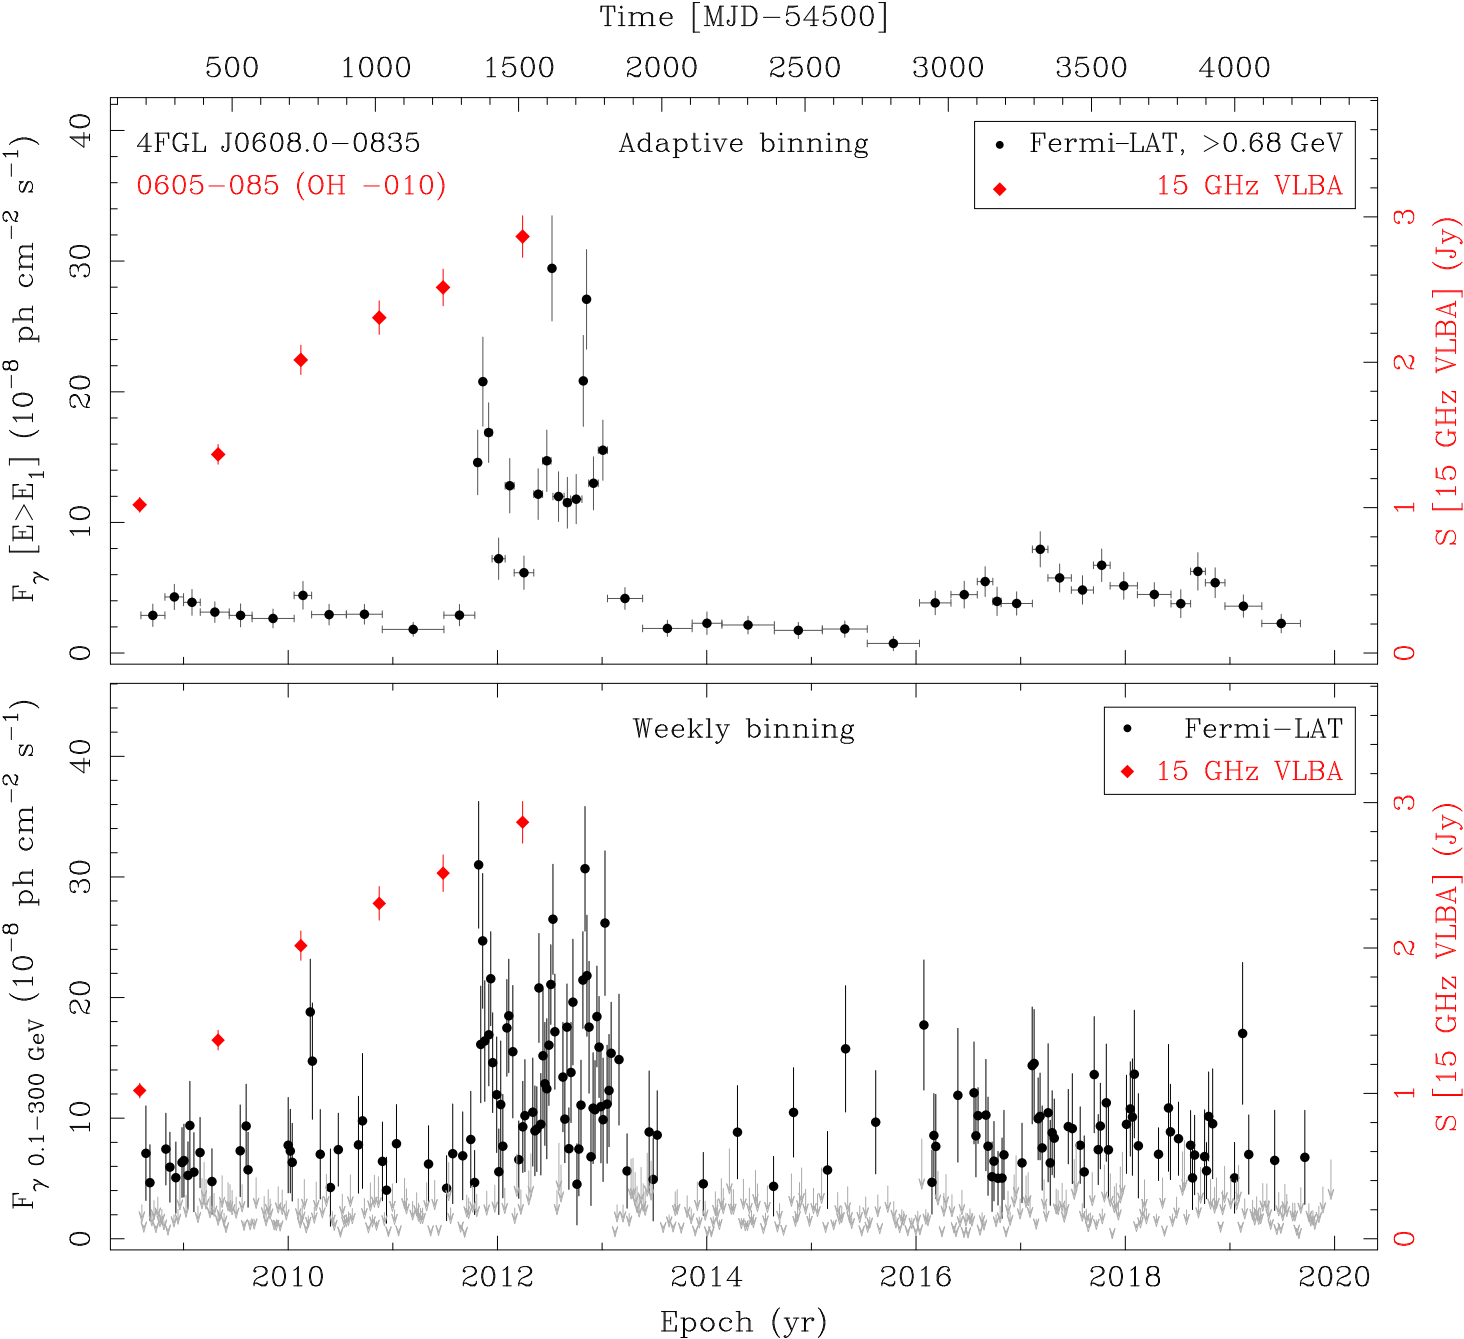 Time [MJD−54500]
500 1000 1500 2000 2500 3000 3500 4000
4FGL J0608.0−0835
0605−085 (OH −010)
Adaptive binning
Fermi−LAT, >0.68 GeV
15 GHz VLBA
F_γ [E>E_1] (10^−8 ph cm^−2 s^−1)
40
30
20
10
0
3
2
1
0
S [15 GHz VLBA] (Jy)
Weekly binning
Fermi−LAT
15 GHz VLBA
F_γ 0.1−300 GeV (10^−8 ph cm^−2 s^−1)
40
30
20
10
0
3
2
1
0
S [15 GHz VLBA] (Jy)
2010 2012 2014 2016 2018 2020
Epoch (yr)